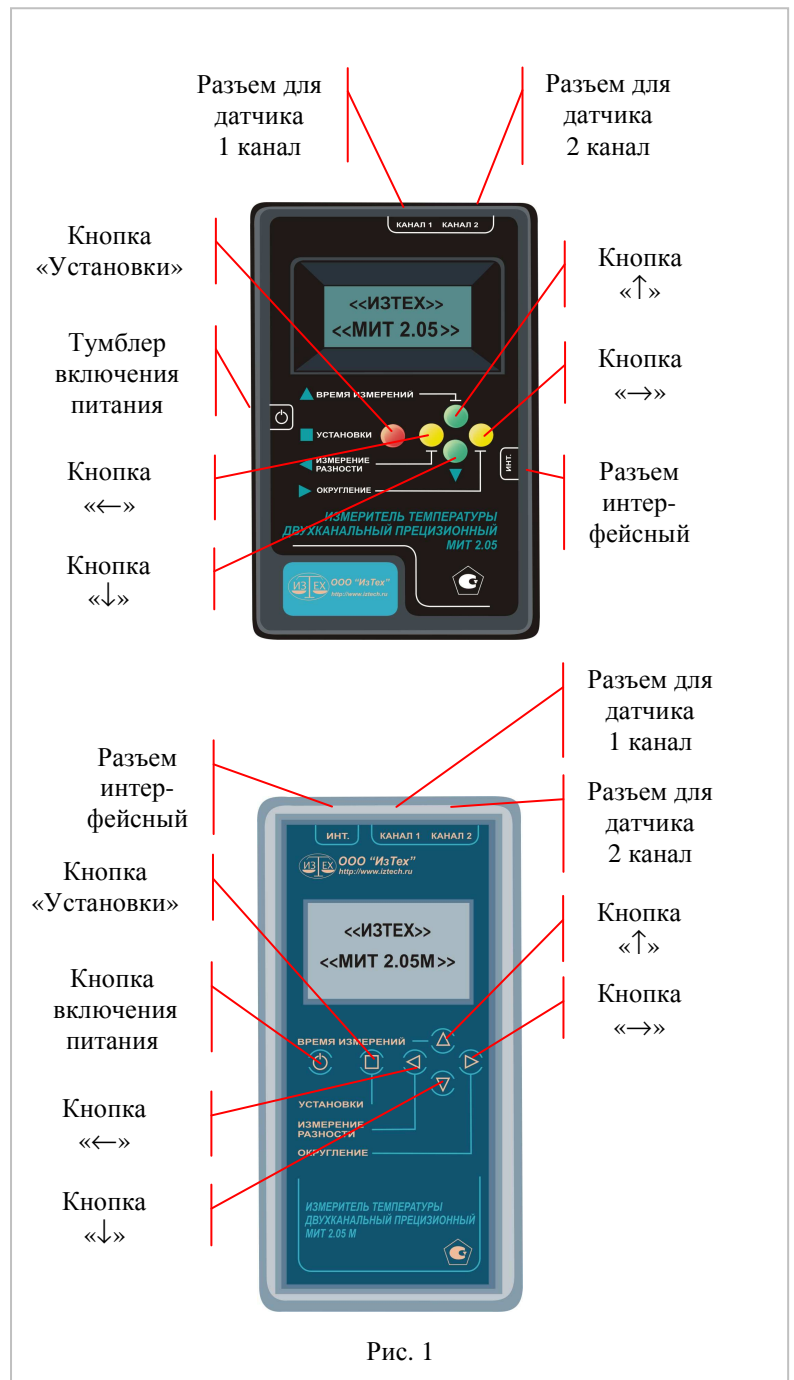 Разъем для
датчика
1 канал
Разъем для
датчика
2 канал
Кнопка
«Установки»
Тумблер
включения
питания
Кнопка
«←»
Кнопка
«↓»
КАНАЛ 1 КАНАЛ 2
<<ИЗТЕХ>>
<<МИТ 2.05>>
ВРЕМЯ ИЗМЕРЕНИЙ
УСТАНОВКИ
ИЗМЕРЕНИЕ
РАЗНОСТИ
ОКРУГЛЕНИЕ
ИНТ.
ИЗМЕРИТЕЛЬ ТЕМПЕРАТУРЫ
ДВУХКАНАЛЬНЫЙ ПРЕЦИЗИОННЫЙ
МИТ 2.05
ИЗ ТЕХ
ООО "ИзТех"
http://www.iztech.ru
Кнопка
«↑»
Кнопка
«→»
Разъем
интер-
фейсный
Разъем
интер-
фейсный
Кнопка
«Установки»
Кнопка
включения
питания
Кнопка
«←»
Кнопка
«↓»
ИНТ.
КАНАЛ 1 КАНАЛ 2
ИЗ ТЕХ
ООО "ИзТех"
http://www.iztech.ru
<<ИЗТЕХ>>
<<МИТ 2.05М>>
ВРЕМЯ ИЗМЕРЕНИЙ
УСТАНОВКИ
ИЗМЕРЕНИЕ
РАЗНОСТИ
ОКРУГЛЕНИЕ
ИЗМЕРИТЕЛЬ ТЕМПЕРАТУРЫ
ДВУХКАНАЛЬНЫЙ ПРЕЦИЗИОННЫЙ
МИТ 2.05 М
Разъем для
датчика
1 канал
Разъем для
датчика
2 канал
Кнопка
«↑»
Кнопка
«→»
Рис. 1